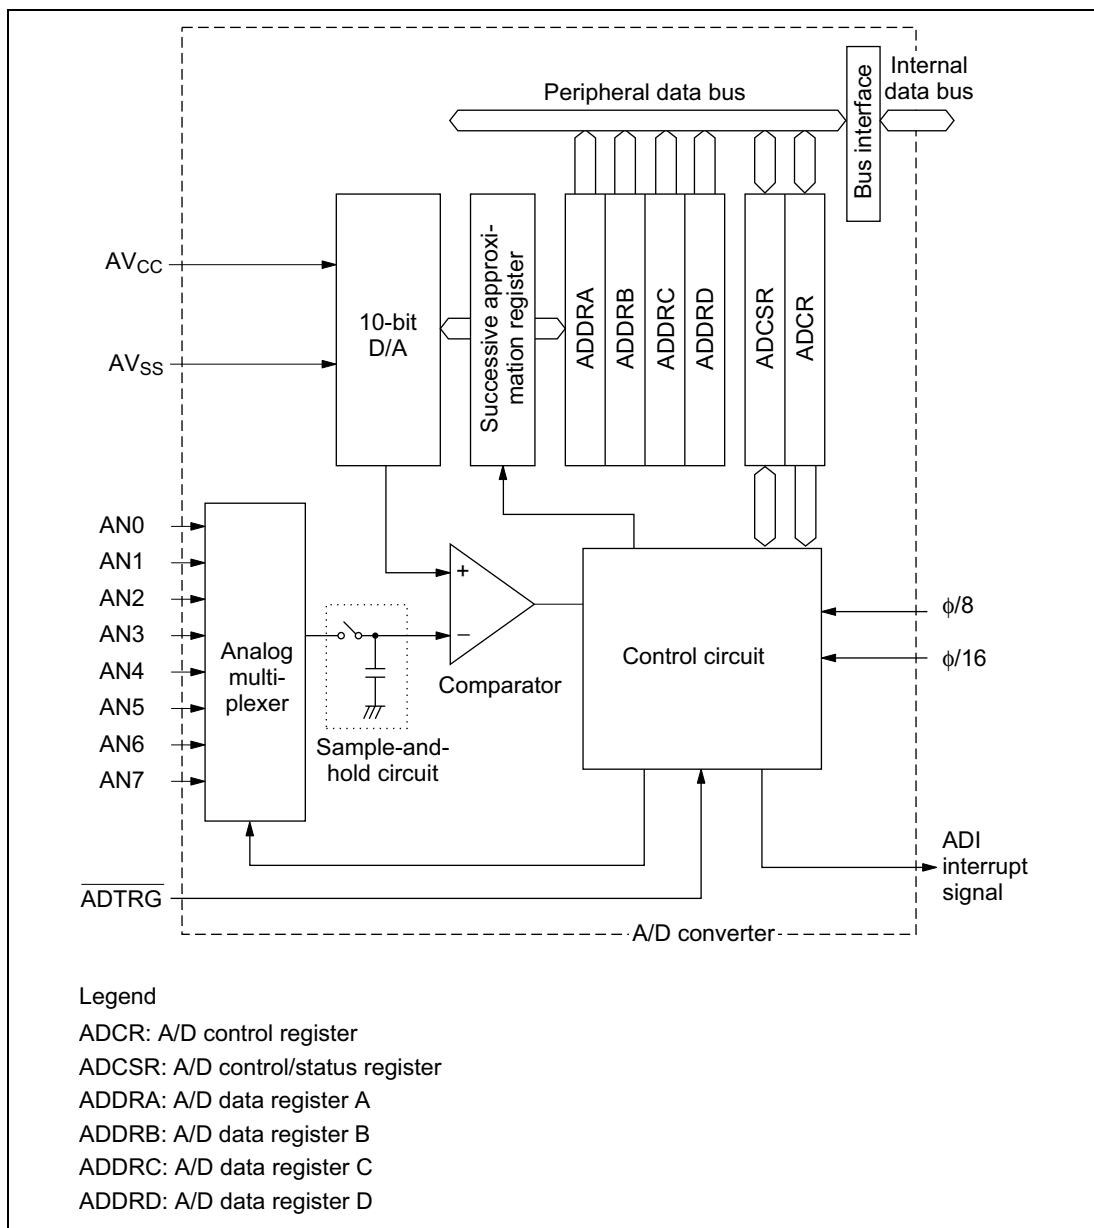 Internal
data bus
Peripheral data bus
Bus interface
AVCC
AVSS
10-bit
D/A
Successive approxi-
mation register
ADDRA
ADDRB
ADDRC
ADDRD
ADCSR
ADCR
AN0
AN1
AN2
AN3
AN4
AN5
AN6
AN7
Analog
multi-
plexer
+
−
Comparator
Sample-and-
hold circuit
Control circuit
ϕ/8
ϕ/16
ADI
interrupt
signal
ADTRG
A/D converter
Legend
ADCR: A/D control register
ADCSR: A/D control/status register
ADDRA: A/D data register A
ADDRB: A/D data register B
ADDRC: A/D data register C
ADDRD: A/D data register D